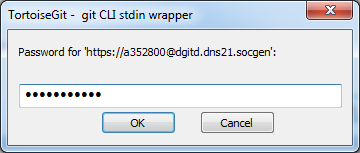 TortoiseGit - git CLI stdin wrapper
Password for 'https://a352800@dgitd.dns21.socgen':
●●●●●●●●●●●
OK Cancel